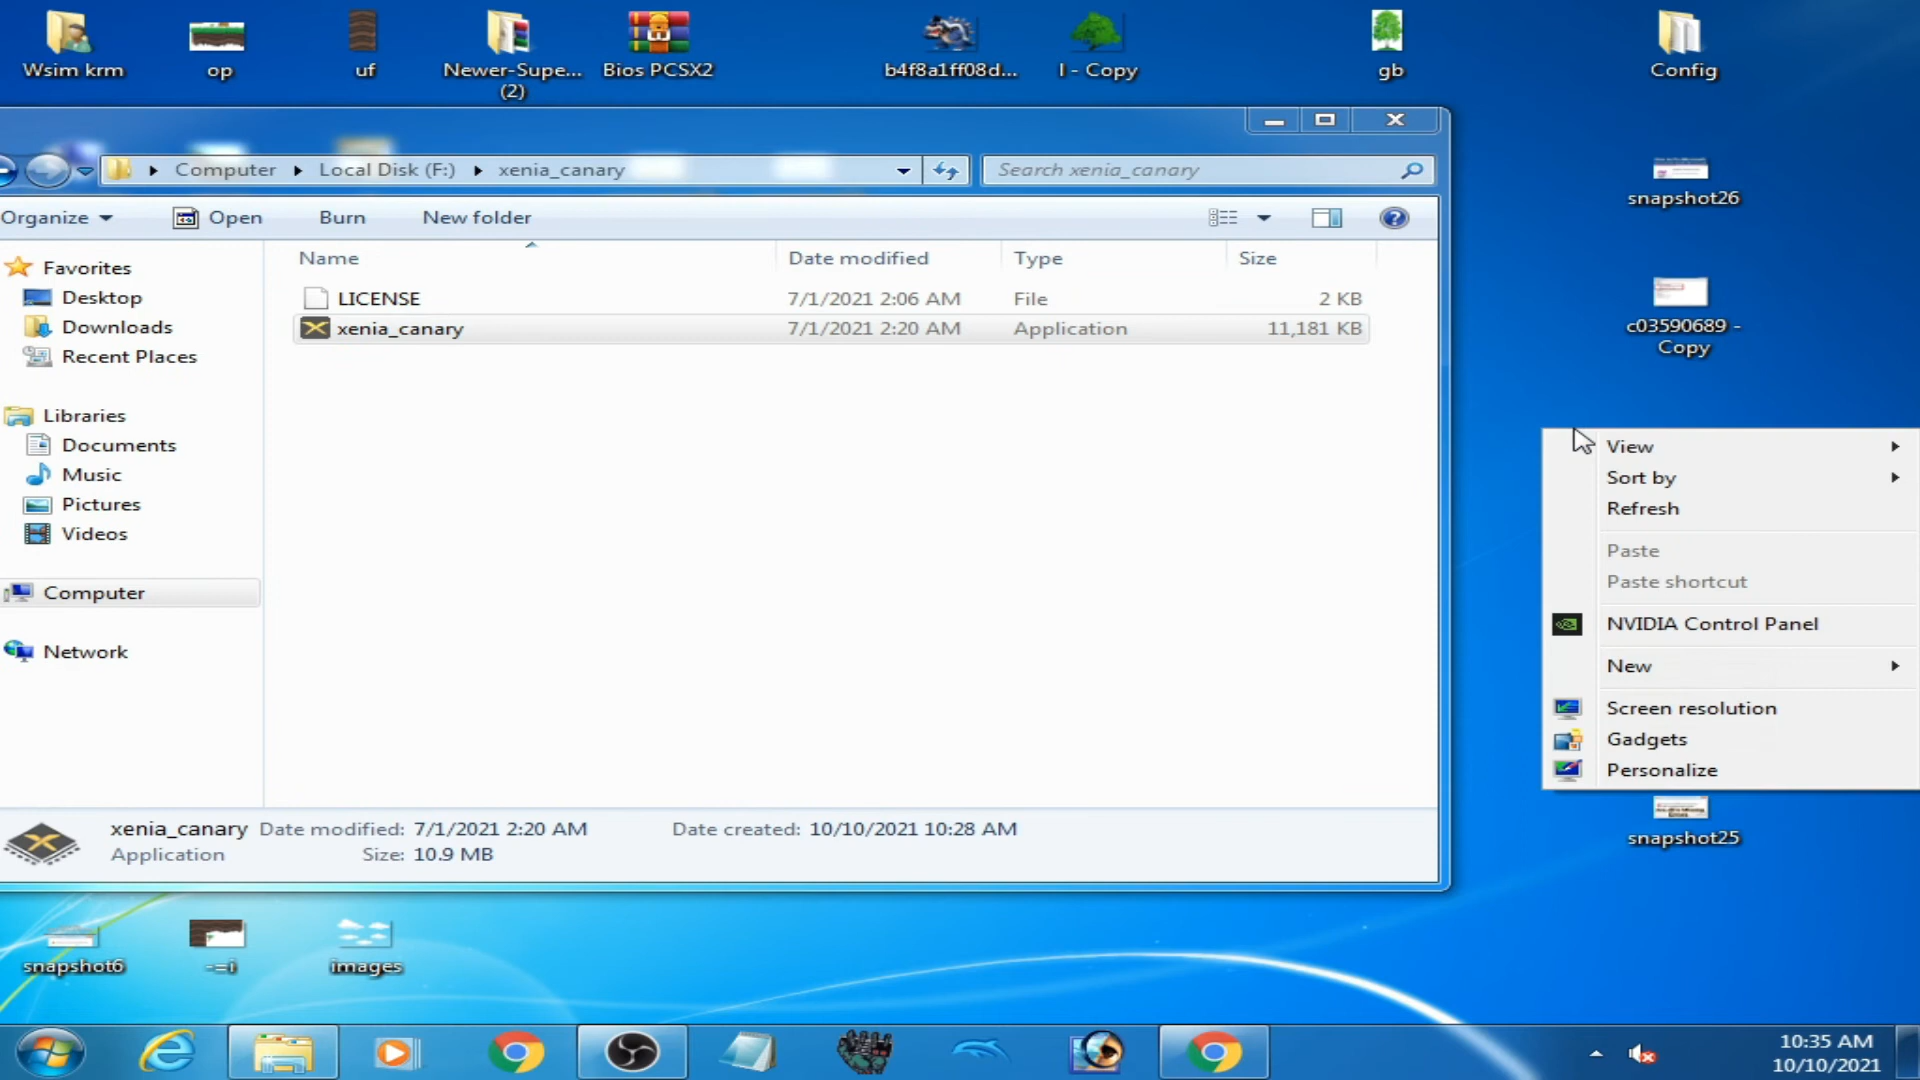 Wsim krm
op
uf
Newer-Supe...
(2)
Bios PCSX2
b4f8a1ff08d...
I - Copy
gb
Config
Computer
Local Disk (F:)
xenia_canary
Search xenia_canary
Organize
Open
Burn
New folder
Name
Date modified
Type
Size
LICENSE
7/1/2021 2:06 AM
File
2 KB
xenia_canary
7/1/2021 2:20 AM
Application
11,181 KB
Favorites
Desktop
Downloads
Recent Places
Libraries
Documents
Music
Pictures
Videos
Computer
Network
xenia_canary Date modified: 7/1/2021 2:20 AM
Date created: 10/10/2021 10:28 AM
Application
Size: 10.9 MB
snapshot26
c03590689 -
Copy
View
Sort by
Refresh
Paste
Paste shortcut
NVIDIA Control Panel
New
Screen resolution
Gadgets
Personalize
snapshot25
snapshot6
-=i
images
10:35 AM
10/10/2021